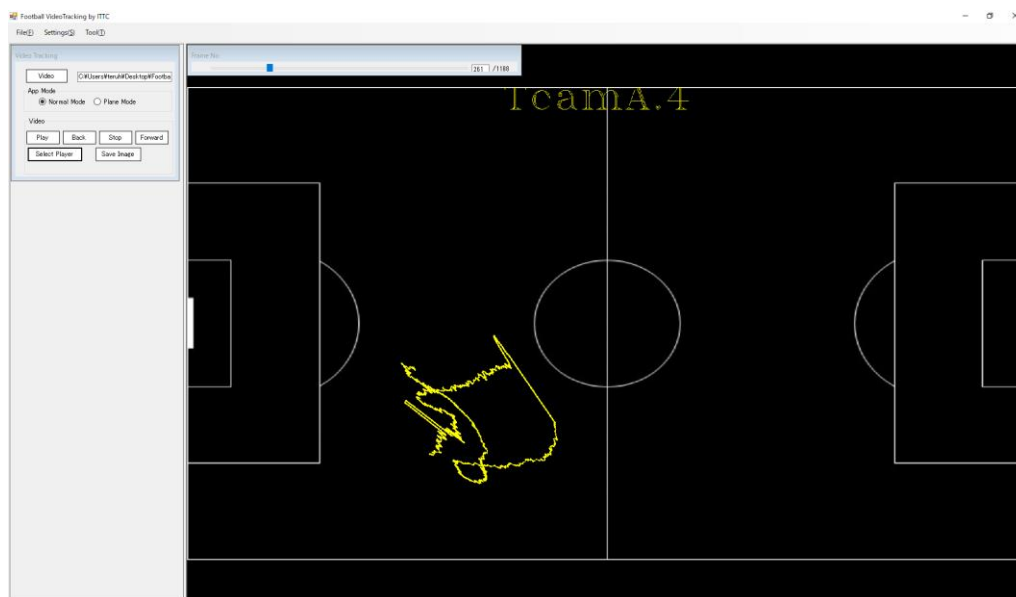 Football VideoTracking by ITTC
File(F) Settings(S) Tool(T)
Video Tracking
Video O:¥Users¥teruh¥Desktop¥Footba
App Mode
Normal Mode Plane Mode
Video
Play Back Stop Forward
Select Player Save Image
Frame No.
261 /1188
TeamA.4